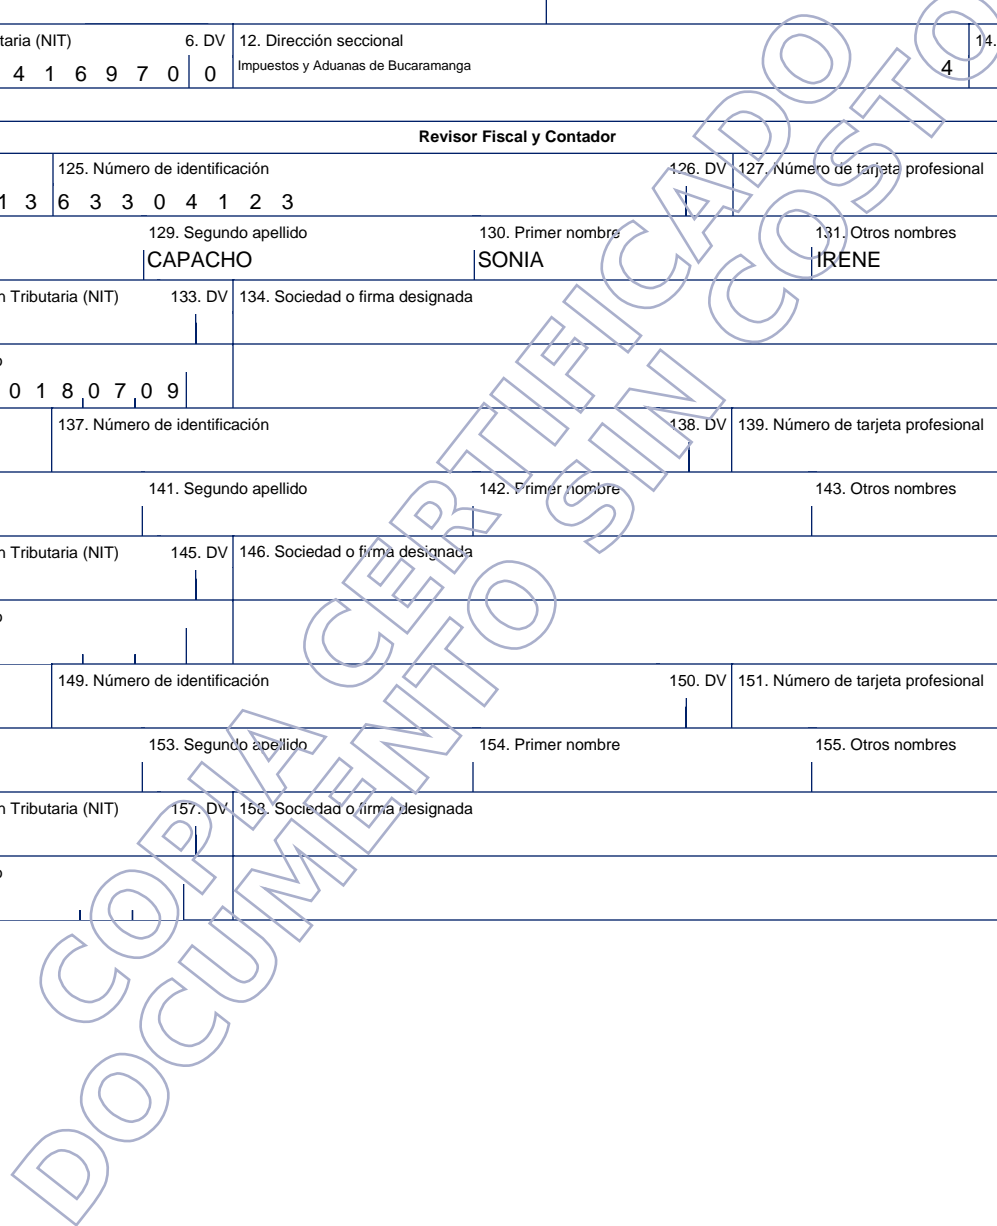 taria (NIT) 6. DV 12. Dirección seccional 14.
4 1 6 9 7 0 0 Impuestos y Aduanas de Bucaramanga 4
Revisor Fiscal y Contador
125. Número de identificación 126. DV 127. Número de tarjeta profesional
1 3 6 3 3 0 4 1 2 3
129. Segundo apellido 130. Primer nombre 131. Otros nombres
CAPACHO SONIA IRENE
n Tributaria (NIT) 133. DV 134. Sociedad o firma designada
o
0 1 8 0 7 0 9
137. Número de identificación 138. DV 139. Número de tarjeta profesional
141. Segundo apellido 142. Primer nombre 143. Otros nombres
n Tributaria (NIT) 145. DV 146. Sociedad o firma designada
o
149. Número de identificación 150. DV 151. Número de tarjeta profesional
153. Segundo apellido 154. Primer nombre 155. Otros nombres
n Tributaria (NIT) 157. DV 158. Sociedad o firma designada
o
COPIA CERTIFICADO
DOCUMENTO SIN COSTO